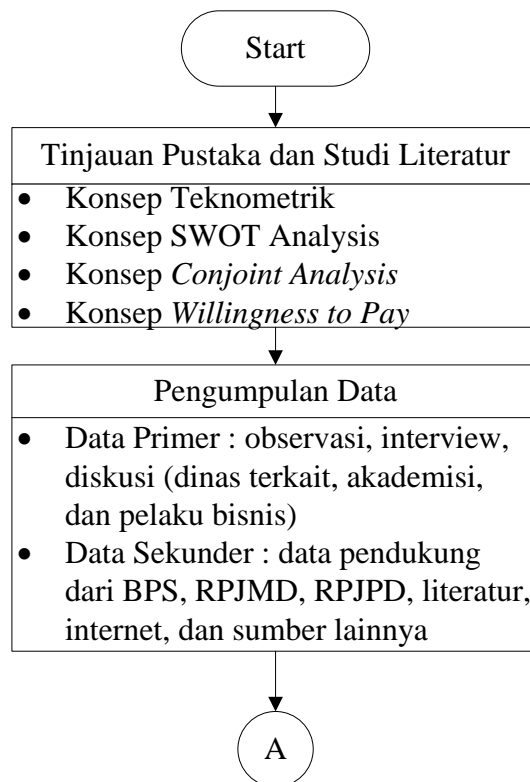 Start
Tinjauan Pustaka dan Studi Literatur
• Konsep Teknometrik
• Konsep SWOT Analysis
• Konsep Conjoint Analysis
• Konsep Willingness to Pay
Pengumpulan Data
• Data Primer : observasi, interview,
diskusi (dinas terkait, akademisi,
dan pelaku bisnis)
• Data Sekunder : data pendukung
dari BPS, RPJMD, RPJPD, literatur,
internet, dan sumber lainnya
A